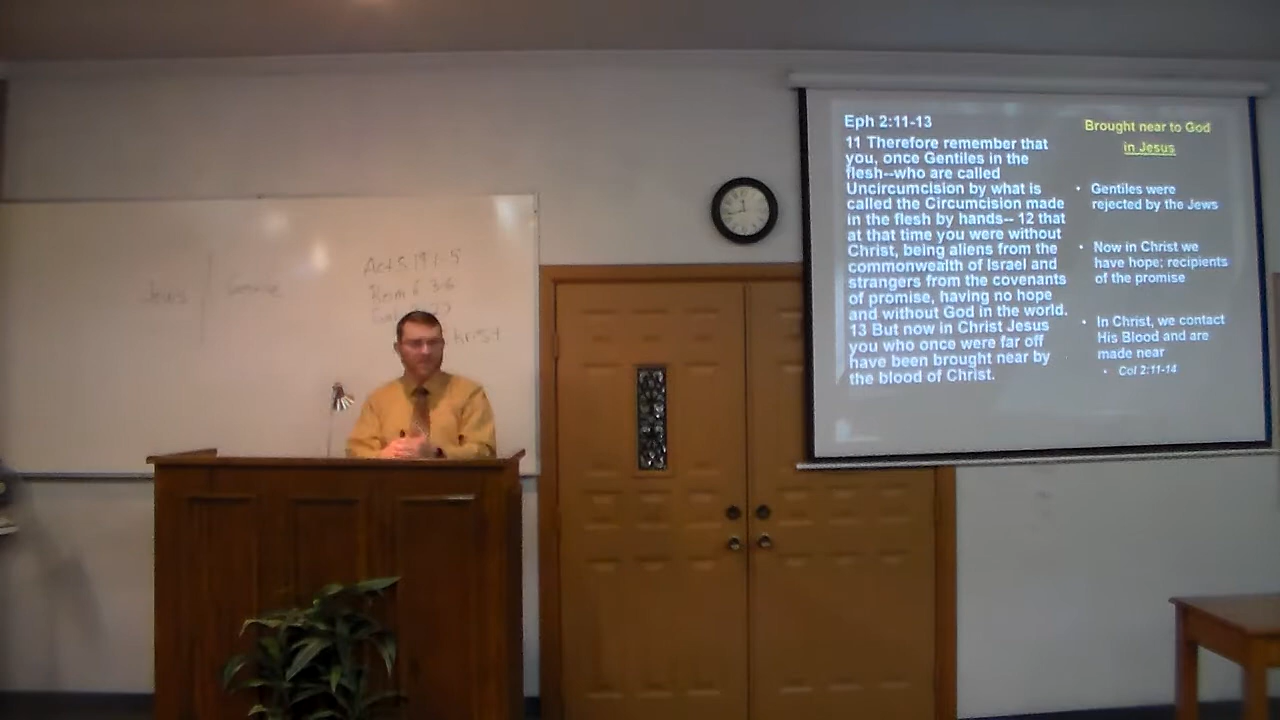 Jews
Acts 19 1-5
Rom 6 3-6
Eph 2:11-13
11 Therefore remember that
you, once Gentiles in the
flesh--who are called
Uncircumcision by what is
called the Circumcision made
in the flesh by hands-- 12 that
at that time you were without
Christ, being aliens from the
commonwealth of Israel and
strangers from the covenants
of promise, having no hope
and without God in the world.
13 But now in Christ Jesus
you who once were far off
have been brought near by
the blood of Christ.
Brought near to God
in Jesus
• Gentiles were
rejected by the Jews
• Now in Christ we
have hope; recipients
of the promise
• In Christ, we contact
His Blood and are
made near
• Col 2:11-14